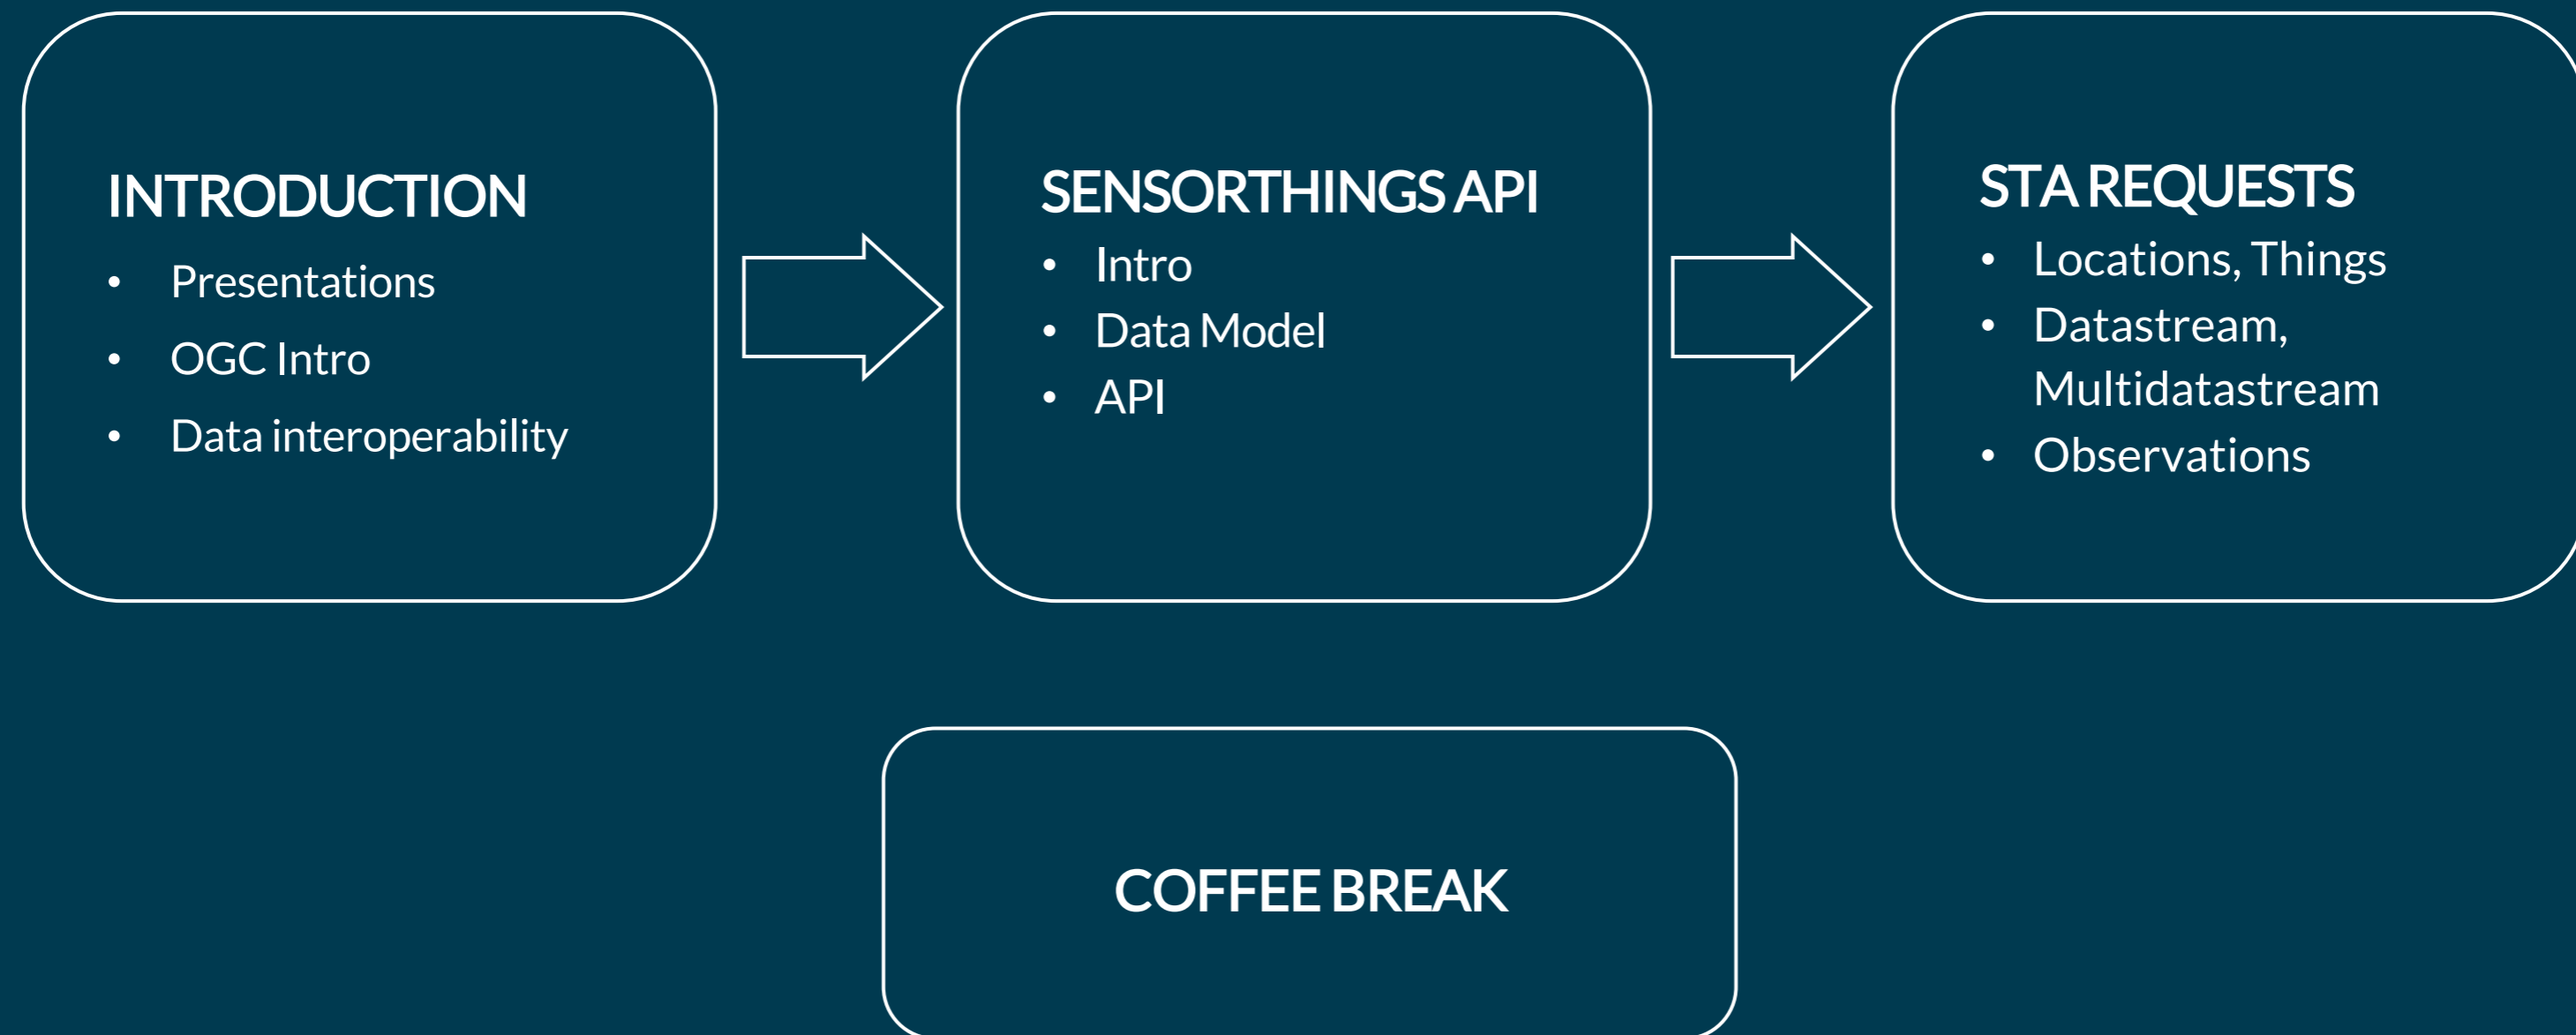 INTRODUCTION
• Presentations
• OGC Intro
• Data interoperability
SENSORTHINGS API
• Intro
• Data Model
• API
STA REQUESTS
• Locations, Things
• Datastream,
Multidatastream
• Observations
COFFEE BREAK